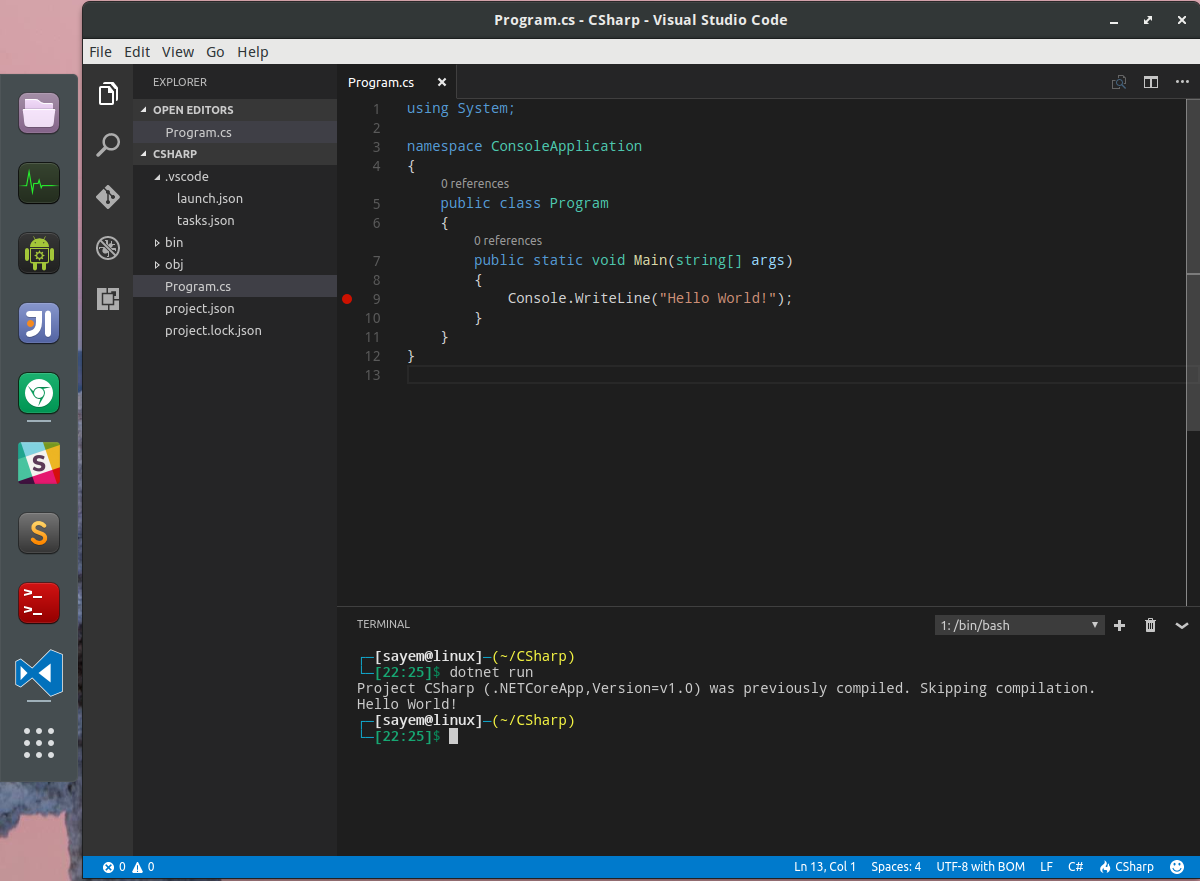 Program.cs - CSharp - Visual Studio Code
File Edit View Go Help
EXPLORER
OPEN EDITORS
Program.cs
CSHARP
.vscode
launch.json
tasks.json
bin
obj
Program.cs
project.json
project.lock.json
Program.cs
1 using System;
2
3 namespace ConsoleApplication
4 {
0 references
5 public class Program
6 {
0 references
7 public static void Main(string[] args)
8 {
9 Console.WriteLine("Hello World!");
10 }
11 }
12 }
13
TERMINAL
1: /bin/bash
┌─[sayem@linux]─(~/CSharp)
└─[22:25]$ dotnet run
Project CSharp (.NETCoreApp,Version=v1.0) was previously compiled. Skipping compilation.
Hello World!
┌─[sayem@linux]─(~/CSharp)
└─[22:25]$
0 0
Ln 13, Col 1 Spaces: 4 UTF-8 with BOM LF C# CSharp
JI
S
S
>_
>_